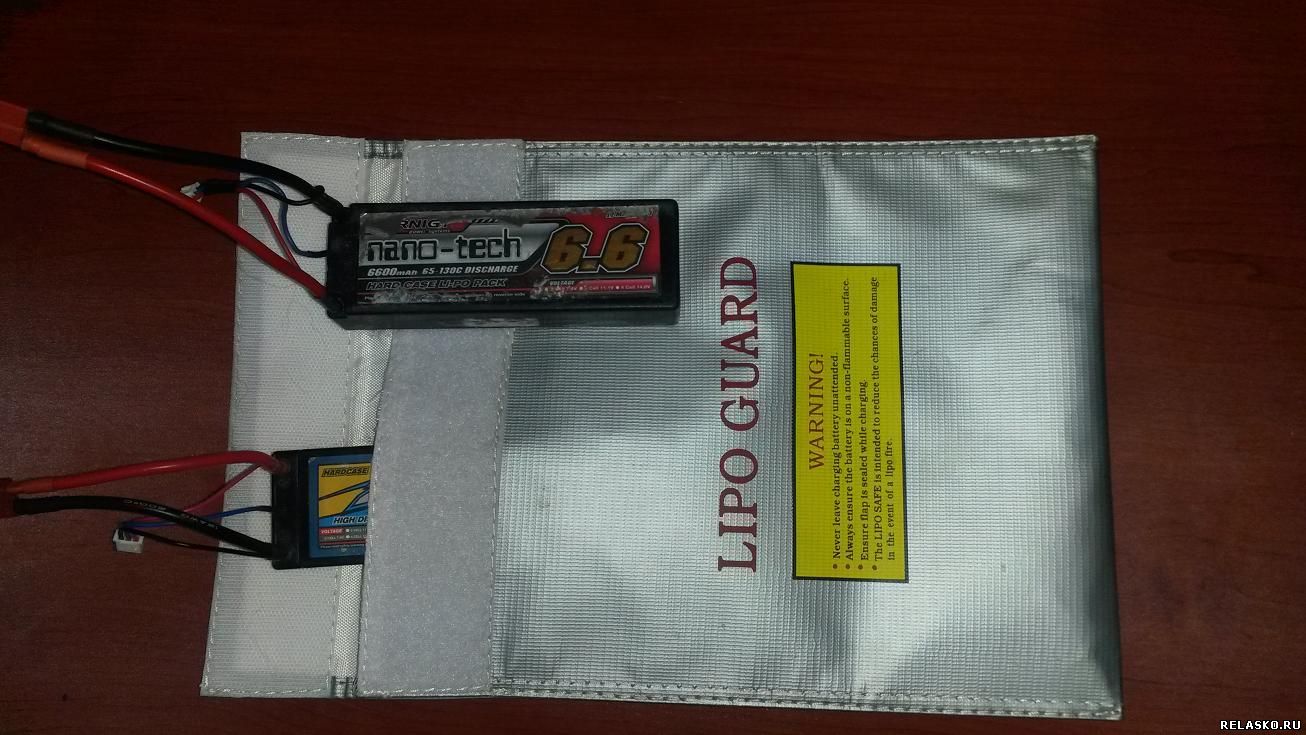 nano-tech
6.6
6600mAh 65-130C DISCHARGE
HARD CASE LI-PO PACK
VOLTAGE
HARDCASE
HIGH D
VOLTAGE
LIPO GUARD
WARNING!
• Never leave charging battery unattended.
• Always ensure the battery is on a non-flammable surface.
• Ensure flap is sealed while charging.
• The LIPO SAFE is intended to reduce the chances of damage
in the event of a lipo fire.
RELASKO.RU